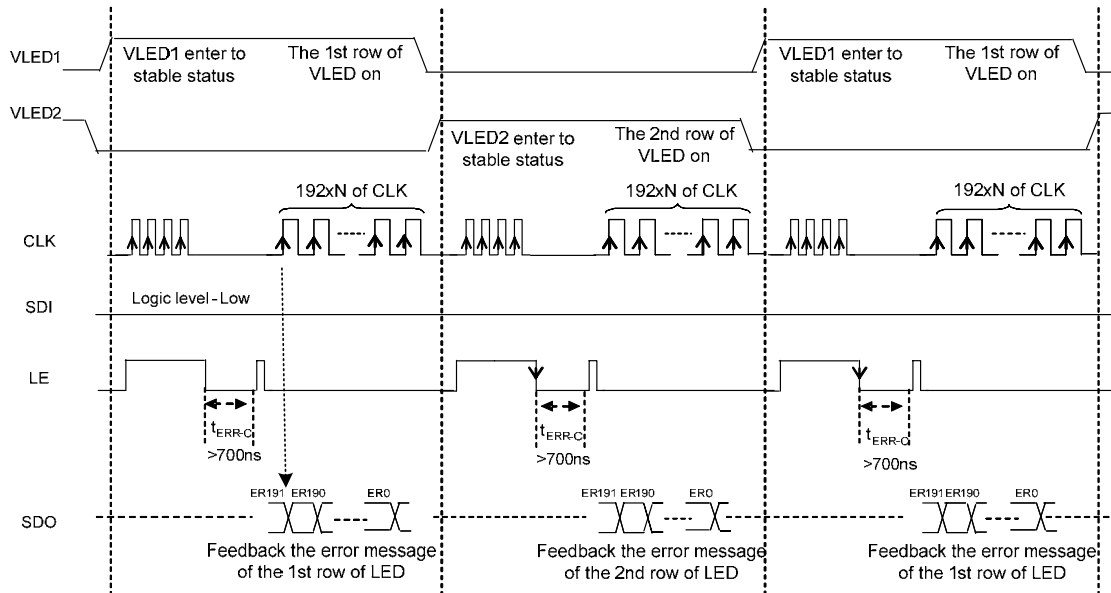 VLED1
VLED1 enter to
stable status
The 1st row of
VLED on
VLED1 enter to
stable status
The 1st row of
VLED on
VLED2
VLED2 enter to
stable status
The 2nd row of
VLED on
192xN of CLK
192xN of CLK
192xN of CLK
CLK
SDI
Logic level-Low
LE
tERR-C
>700ns
tERR-C
>700ns
tERR-C
>700ns
SDO
ER191 ER190 ER0
ER191 ER190 ER0
ER191 ER190 ER0
Feedback the error message
of the 1st row of LED
Feedback the error message
of the 2nd row of LED
Feedback the error message
of the 1st row of LED